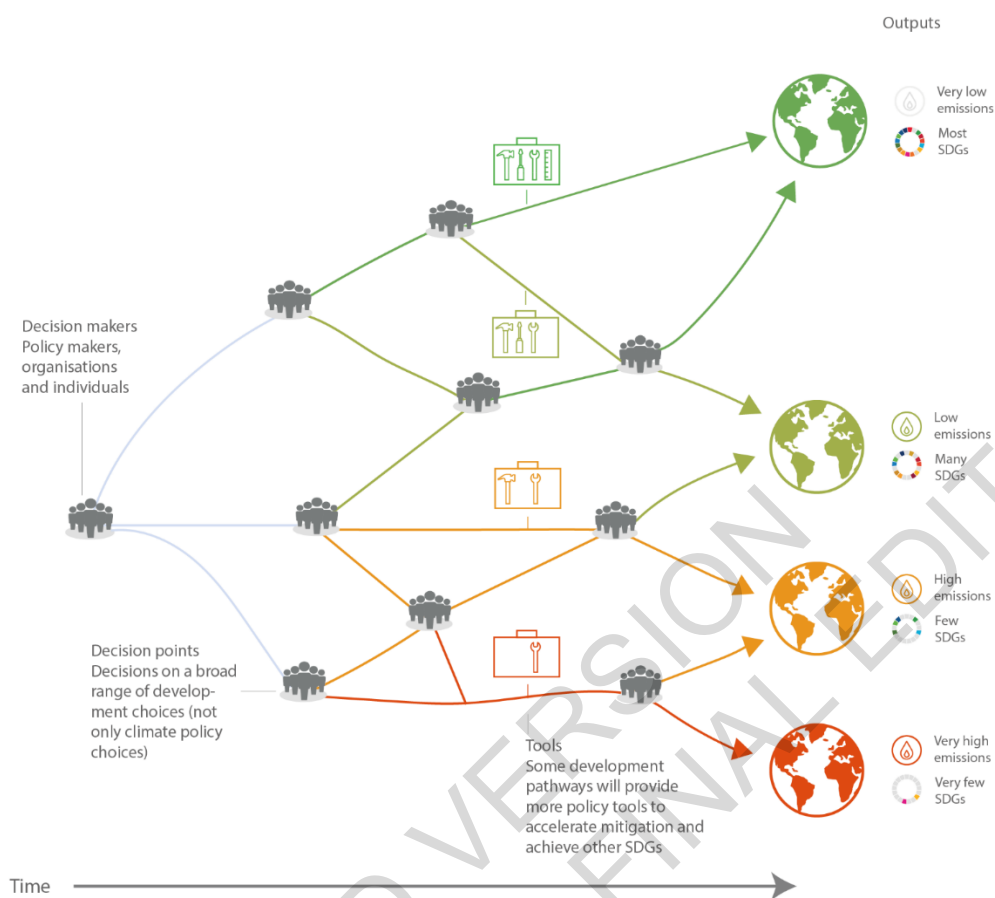 Outputs
Very low
emissions
Most
SDGs
Decision makers
Policy makers,
organisations
and individuals
Low
emissions
Many
SDGs
High
emissions
Few
SDGs
Decision points
Decisions on a broad
range of develop-
ment choices (not
only climate policy
choices)
Tools
Some development
pathways will provide
more policy tools to
accelerate mitigation and
achieve other SDGs
Very high
emissions
Very few
SDGs
Time
D VERSION
FINAL EDIT